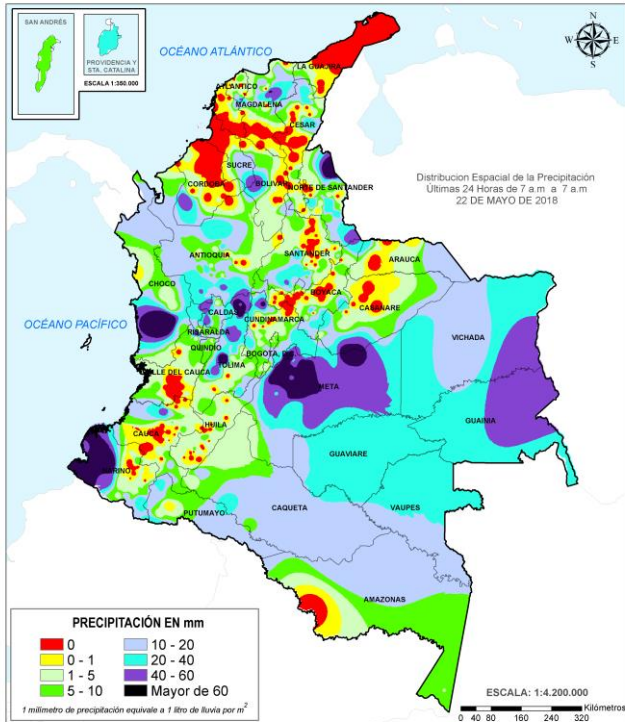 SAN ANDRÉS
PROVIDENCIA Y
STA. CATALINA
ESCALA 1:350.000
OCÉANO ATLÁNTICO
N
W E
S
LA GUAJIRA
ATLÁNTICO
MAGDALENA
CESAR
SUCRE
CORDOBA
BOLIVAR
NORTE DE SANTANDER
Distribucion Espacial de la Precipitación
Últimas 24 Horas de 7 a.m a 7 a.m
22 DE MAYO DE 2018
ANTIOQUIA
SANTANDER
ARAUCA
CHOCO
BOYACA
CASANARE
OCÉANO PACÍFICO
CALDAS
CUNDINAMARCA
VICHADA
RISARALDA
QUINDÍO
BOGOTA, D.C.
TOLIMA
VALLE DEL CAUCA
META
GUAINIA
CAUCA
HUILA
GUAVIARE
NARIÑO
PUTUMAYO
CAQUETA
VAUPES
AMAZONAS
PRECIPITACIÓN EN mm
0
0 - 1
1 - 5
5 - 10
10 - 20
20 - 40
40 - 60
Mayor de 60
1 milímetro de precipitación equivale a 1 litro de lluvia por m²
ESCALA: 1:4.200.000
Kilómetros
0 40 80 160 240 320